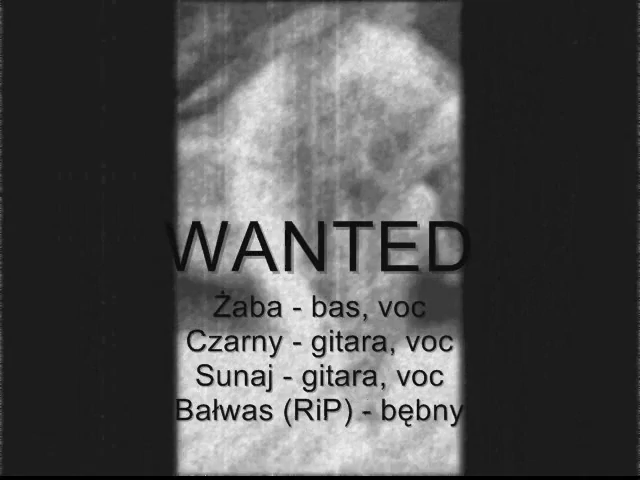 WANTED
Żaba - bas, voc
Czarny - gitara, voc
Sunaj - gitara, voc
Bałwas (RiP) - bębny